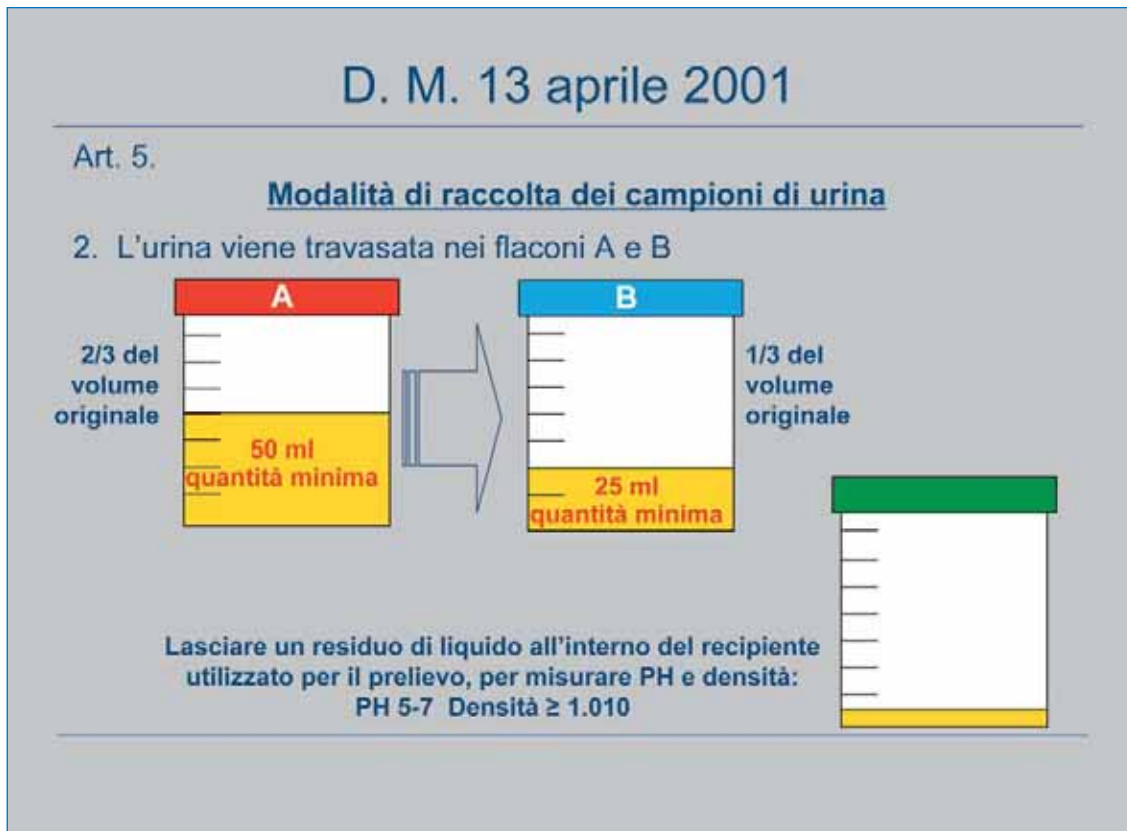 D. M. 13 aprile 2001
Art. 5.
Modalità di raccolta dei campioni di urina
2. L'urina viene travasata nei flaconi A e B
A
2/3 del
volume
originale
50 ml
quantità minima
B
1/3 del
volume
originale
25 ml
quantità minima
Lasciare un residuo di liquido all'interno del recipiente
utilizzato per il prelievo, per misurare PH e densità:
PH 5-7 Densità ≥ 1.010